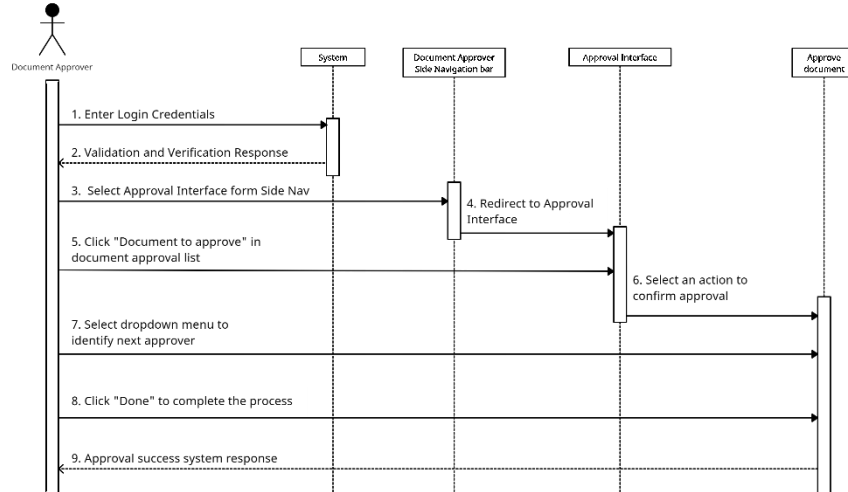 Document Approver
System
Document Approver
Side Navigation bar
Approval Interface
Approve
document
1. Enter Login Credentials
2. Validation and Verification Response
3. Select Approval Interface form Side Nav
4. Redirect to Approval
Interface
5. Click "Document to approve" in
document approval list
6. Select an action to
confirm approval
7. Select dropdown menu to
identify next approver
8. Click "Done" to complete the process
9. Approval success system response